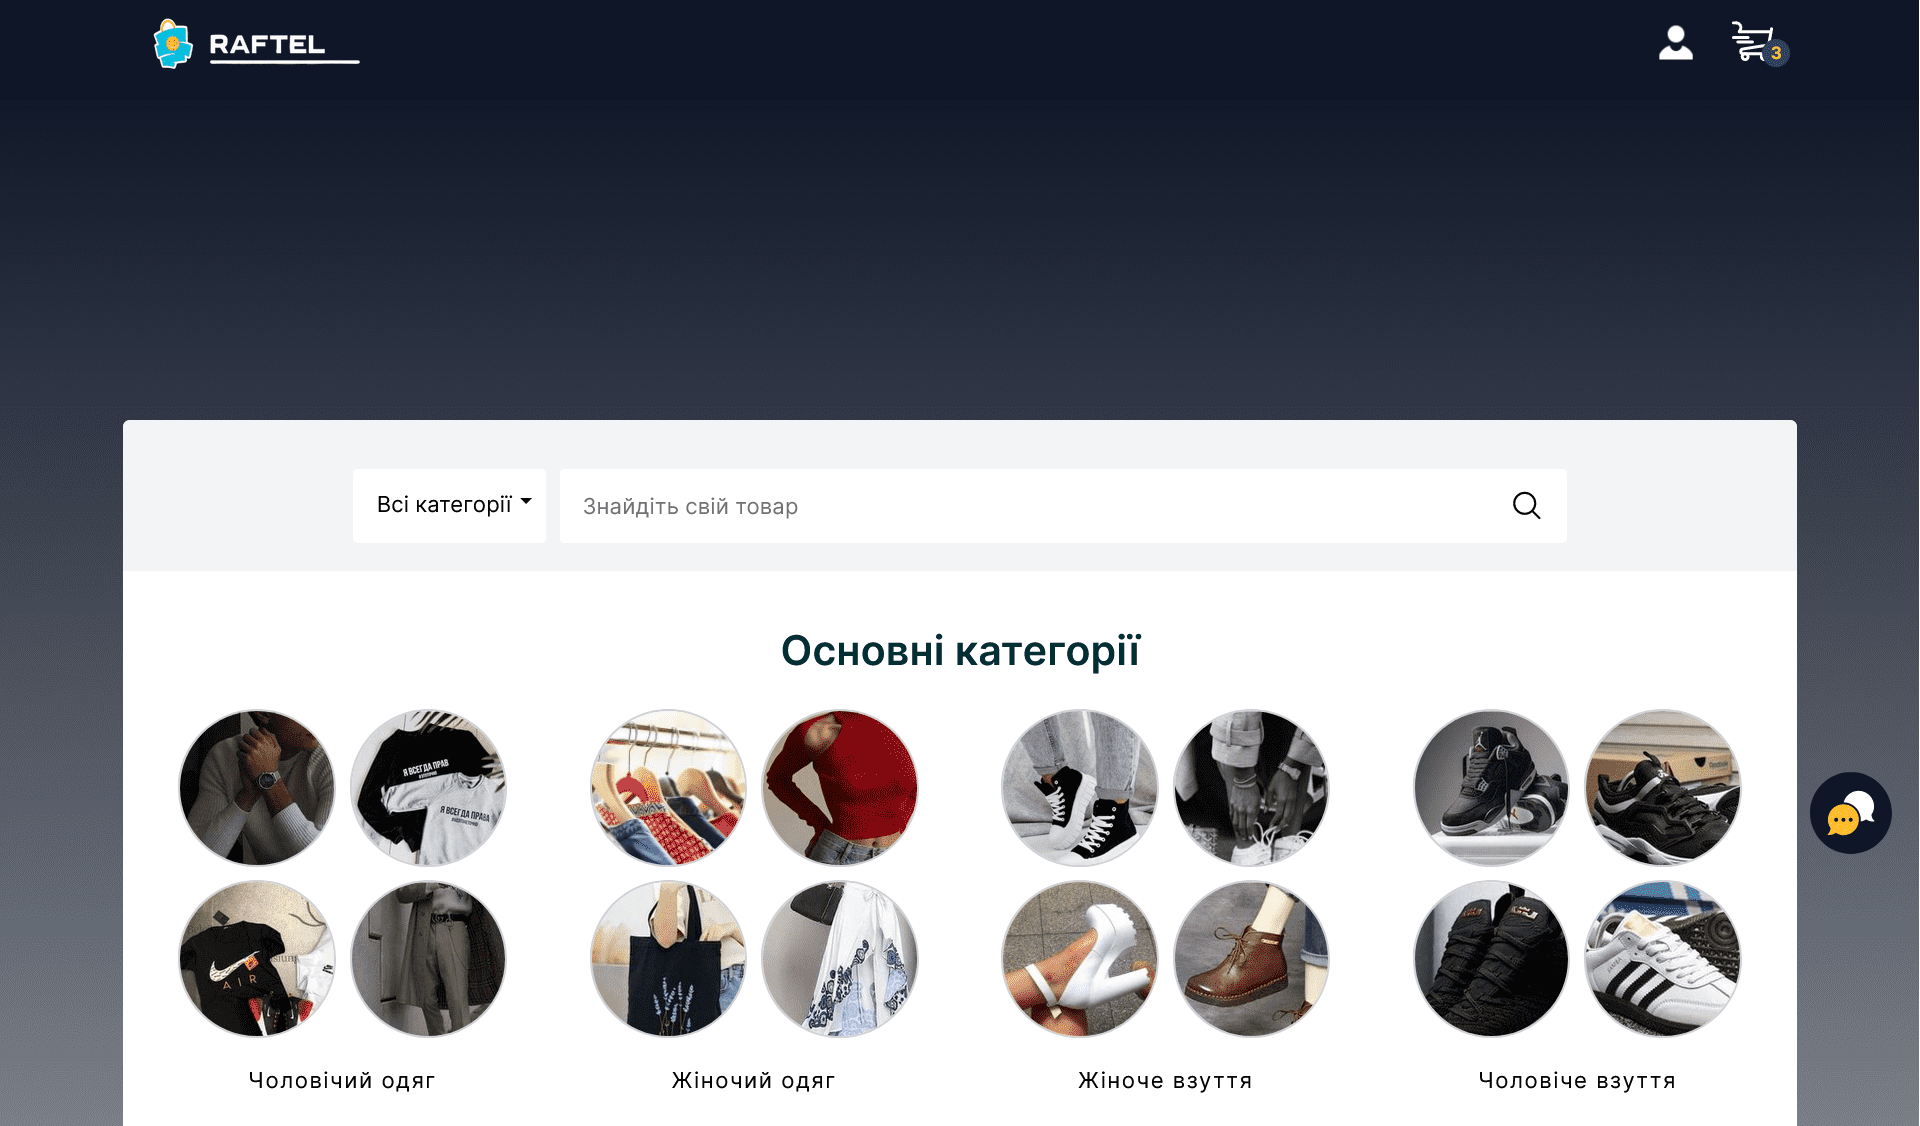 RAFTEL
3
Всі категорії
Знайдіть свій товар
Основні категорії
Я ВСЕГДА ПРАВ
Я ВСЕГДА ПРАВА
AIR
Чоловічий одяг
Жіночий одяг
Жіноче взуття
Чоловіче взуття